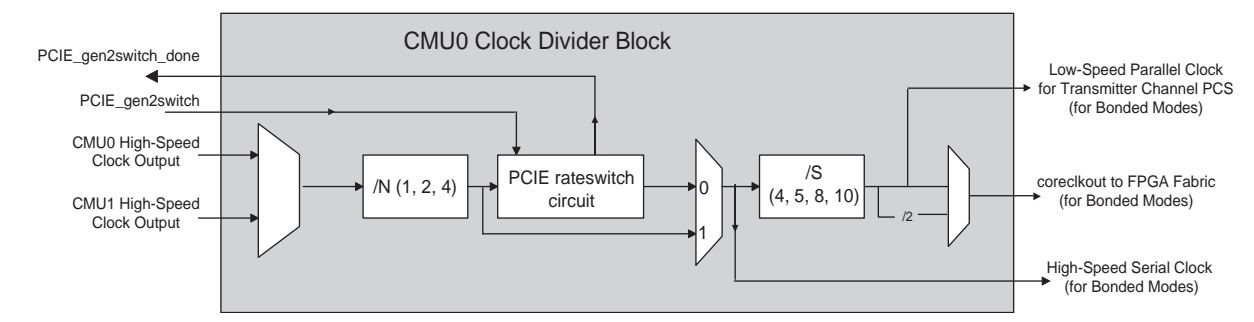 CMU0 Clock Divider Block
PCIE_gen2switch_done
PCIE_gen2switch
CMU0 High-Speed
Clock Output
CMU1 High-Speed
Clock Output
/N (1, 2, 4)
PCIE rateswitch
circuit
0
1
/S
(4, 5, 8, 10)
/2
Low-Speed Parallel Clock
for Transmitter Channel PCS
(for Bonded Modes)
coreclkout to FPGA Fabric
(for Bonded Modes)
High-Speed Serial Clock
(for Bonded Modes)